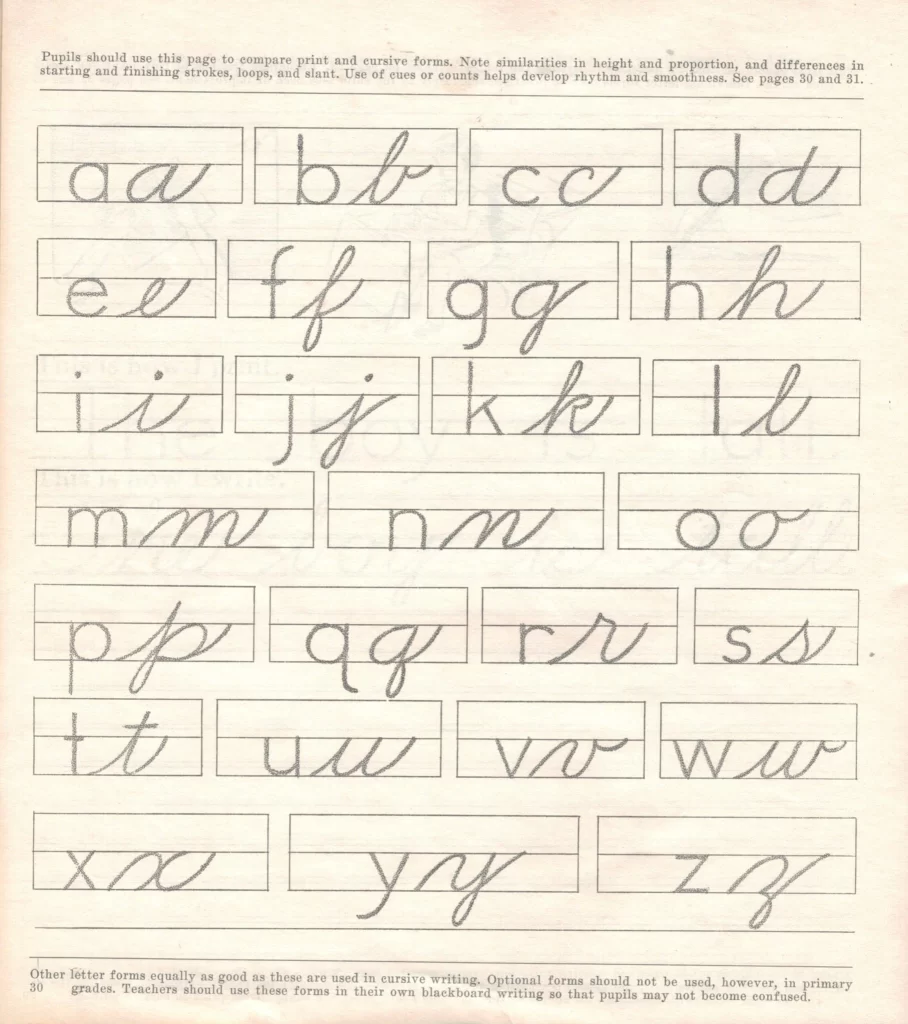 Pupils should use this page to compare print and cursive forms. Note similarities in height and proportion, and differences in
starting and finishing strokes, loops, and slant. Use of cues or counts helps develop rhythm and smoothness. See pages 30 and 31.
a a b b c c d d
e e f f g g h h
i i j j k k l l
m m n n o o
p p q q r r s s
t t u u v v w w
x x y y z z
Other letter forms equally as good as these are used in cursive writing. Optional forms should not be used, however, in primary
30 grades. Teachers should use these forms in their own blackboard writing so that pupils may not become confused.